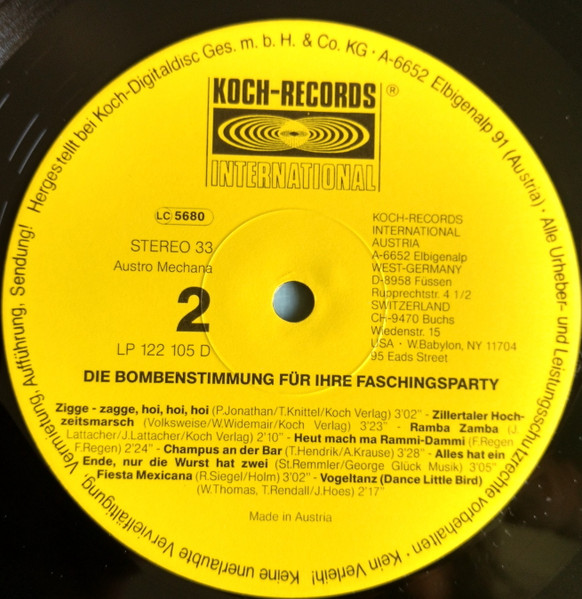 Hergestellt bei Koch-Digitaldisc Ges. m. b. H. & Co. KG · A-6652 Elbigenalp 91 (Austria) · Alle Urheber- und Leistungsschutzrechte vorbehalten · Kein Verleih! · Keine unerlaubte Vervielfältigung, Vermietung, Aufführung, Sendung!
KOCH-RECORDS ®
INTERNATIONAL
LC 5680
STEREO 33
Austro Mechana
2
LP 122 105 D
KOCH-RECORDS
INTERNATIONAL
AUSTRIA
A-6652 Elbigenalp
WEST-GERMANY
D-8958 Füssen
Rupprechtstr. 4 1/2
SWITZERLAND
CH-9470 Buchs
Wiedenstr. 15
USA · W.Babylon, NY 11704
95 Eads Street
DIE BOMBENSTIMMUNG FÜR IHRE FASCHINGSPARTY
Zigge - zagge, hoi, hoi, hoi (P.Jonathan/T.Knittel/Koch Verlag) 3'02" - Zillertaler Hoch-
zeitsmarsch (Volksweise/W.Widemair/Koch Verlag) 3'23" - Ramba Zamba (J.
Lattacher/J.Lattacher/Koch Verlag) 2'10" - Heut mach ma Rammi-Dammi (F.Regen
F.Regen) 2'24" - Champus an der Bar (T.Hendrik/A.Krause) 3'28" - Alles hat ein
Ende, nur die Wurst hat zwei (St.Remmler/George Glück Musik) 3'05"
Fiesta Mexicana (R.Siegel/Holm) 3'02" - Vogeltanz (Dance Little Bird)
(W.Thomas, T.Rendall/J.Hoes) 2'17"
Made in Austria